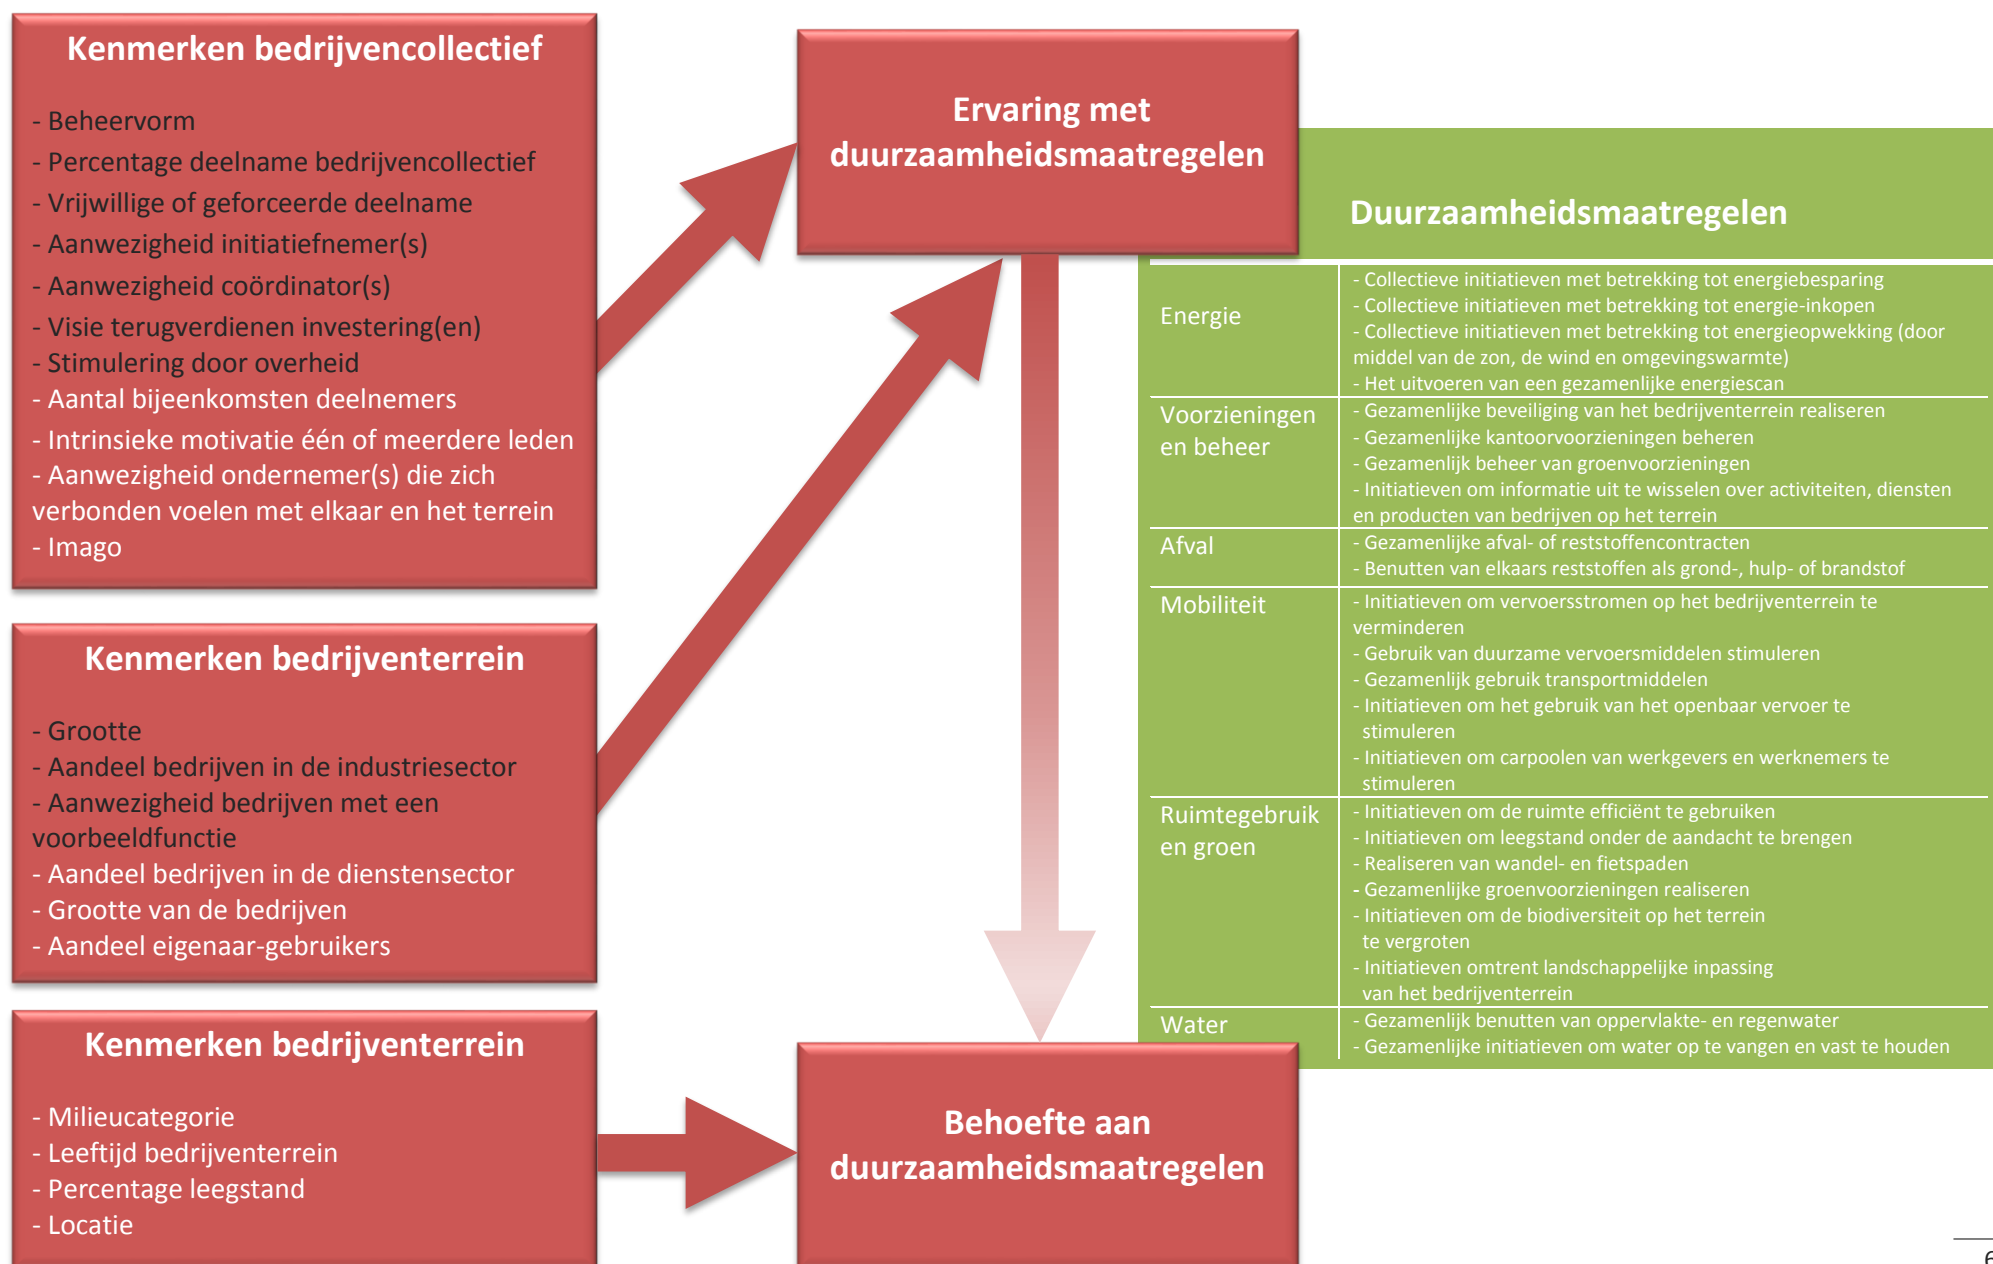 Kenmerken bedrijvencollectief
- Beheervorm
- Percentage deelname bedrijvencollectief
- Vrijwillige of geforceerde deelname
- Aanwezigheid initiatiefnemer(s)
- Aanwezigheid coördinator(s)
- Visie terugverdienen investering(en)
- Stimulering door overheid
- Aantal bijeenkomsten deelnemers
- Intrinsieke motivatie één of meerdere leden
- Aanwezigheid ondernemer(s) die zich
verbonden voelen met elkaar en het terrein
- Imago
Kenmerken bedrijventerrein
- Grootte
- Aandeel bedrijven in de industriesector
- Aanwezigheid bedrijven met een
voorbeeldfunctie
- Aandeel bedrijven in de dienstensector
- Grootte van de bedrijven
- Aandeel eigenaar-gebruikers
Kenmerken bedrijventerrein
- Milieucategorie
- Leeftijd bedrijventerrein
- Percentage leegstand
- Locatie
Ervaring met
duurzaamheidsmaatregelen
Behoefte aan
duurzaamheidsmaatregelen
Duurzaamheidsmaatregelen
Energie
- Collectieve initiatieven met betrekking tot energiebesparing
- Collectieve initiatieven met betrekking tot energie-inkopen
- Collectieve initiatieven met betrekking tot energieopwekking (door
middel van de zon, de wind en omgevingswarmte)
- Het uitvoeren van een gezamenlijke energiescan
Voorzieningen
en beheer
- Gezamenlijke beveiliging van het bedrijventerrein realiseren
- Gezamenlijke kantoorvoorzieningen beheren
- Gezamenlijk beheer van groenvoorzieningen
- Initiatieven om informatie uit te wisselen over activiteiten, diensten
en producten van bedrijven op het terrein
Afval
- Gezamenlijke afval- of reststoffencontracten
- Benutten van elkaars reststoffen als grond-, hulp- of brandstof
Mobiliteit
- Initiatieven om vervoersstromen op het bedrijventerrein te
verminderen
- Gebruik van duurzame vervoersmiddelen stimuleren
- Gezamenlijk gebruik transportmiddelen
- Initiatieven om het gebruik van het openbaar vervoer te
stimuleren
- Initiatieven om carpoolen van werkgevers en werknemers te
stimuleren
Ruimtegebruik
en groen
- Initiatieven om de ruimte efficiënt te gebruiken
- Initiatieven om leegstand onder de aandacht te brengen
- Realiseren van wandel- en fietspaden
- Gezamenlijke groenvoorzieningen realiseren
- Initiatieven om de biodiversiteit op het terrein
te vergroten
- Initiatieven omtrent landschappelijke inpassing
van het bedrijventerrein
Water
- Gezamenlijk benutten van oppervlakte- en regenwater
- Gezamenlijke initiatieven om water op te vangen en vast te houden